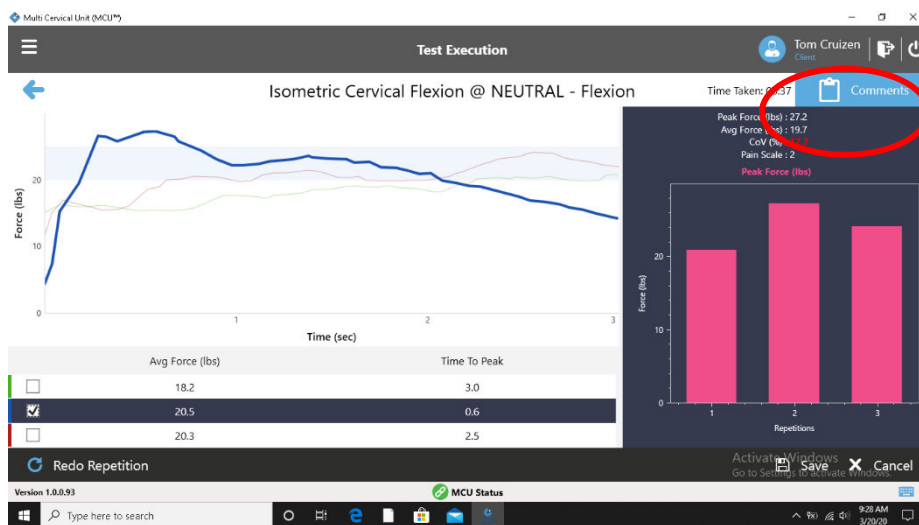 Multi Cervical Unit (MCU™)
Test Execution
Tom Cruizen
Client
Isometric Cervical Flexion @ NEUTRAL - Flexion
Time Taken: :37
Comments
Peak Force (lbs) : 27.2
Avg Force (lbs) : 19.7
CoV (%) :
Pain Scale : 2
Peak Force (lbs)
Force (lbs)
20
10
0
1
2
3
Time (sec)
Force (lbs)
20
10
0
1
2
3
Repetitions
Avg Force (lbs) Time To Peak
18.2 3.0
20.5 0.6
20.3 2.5
Redo Repetition
Activate Windows
Go to Settings to activate Windows.
Save
Cancel
Version 1.0.0.93
MCU Status
Type here to search
9:28 AM
3/20/20